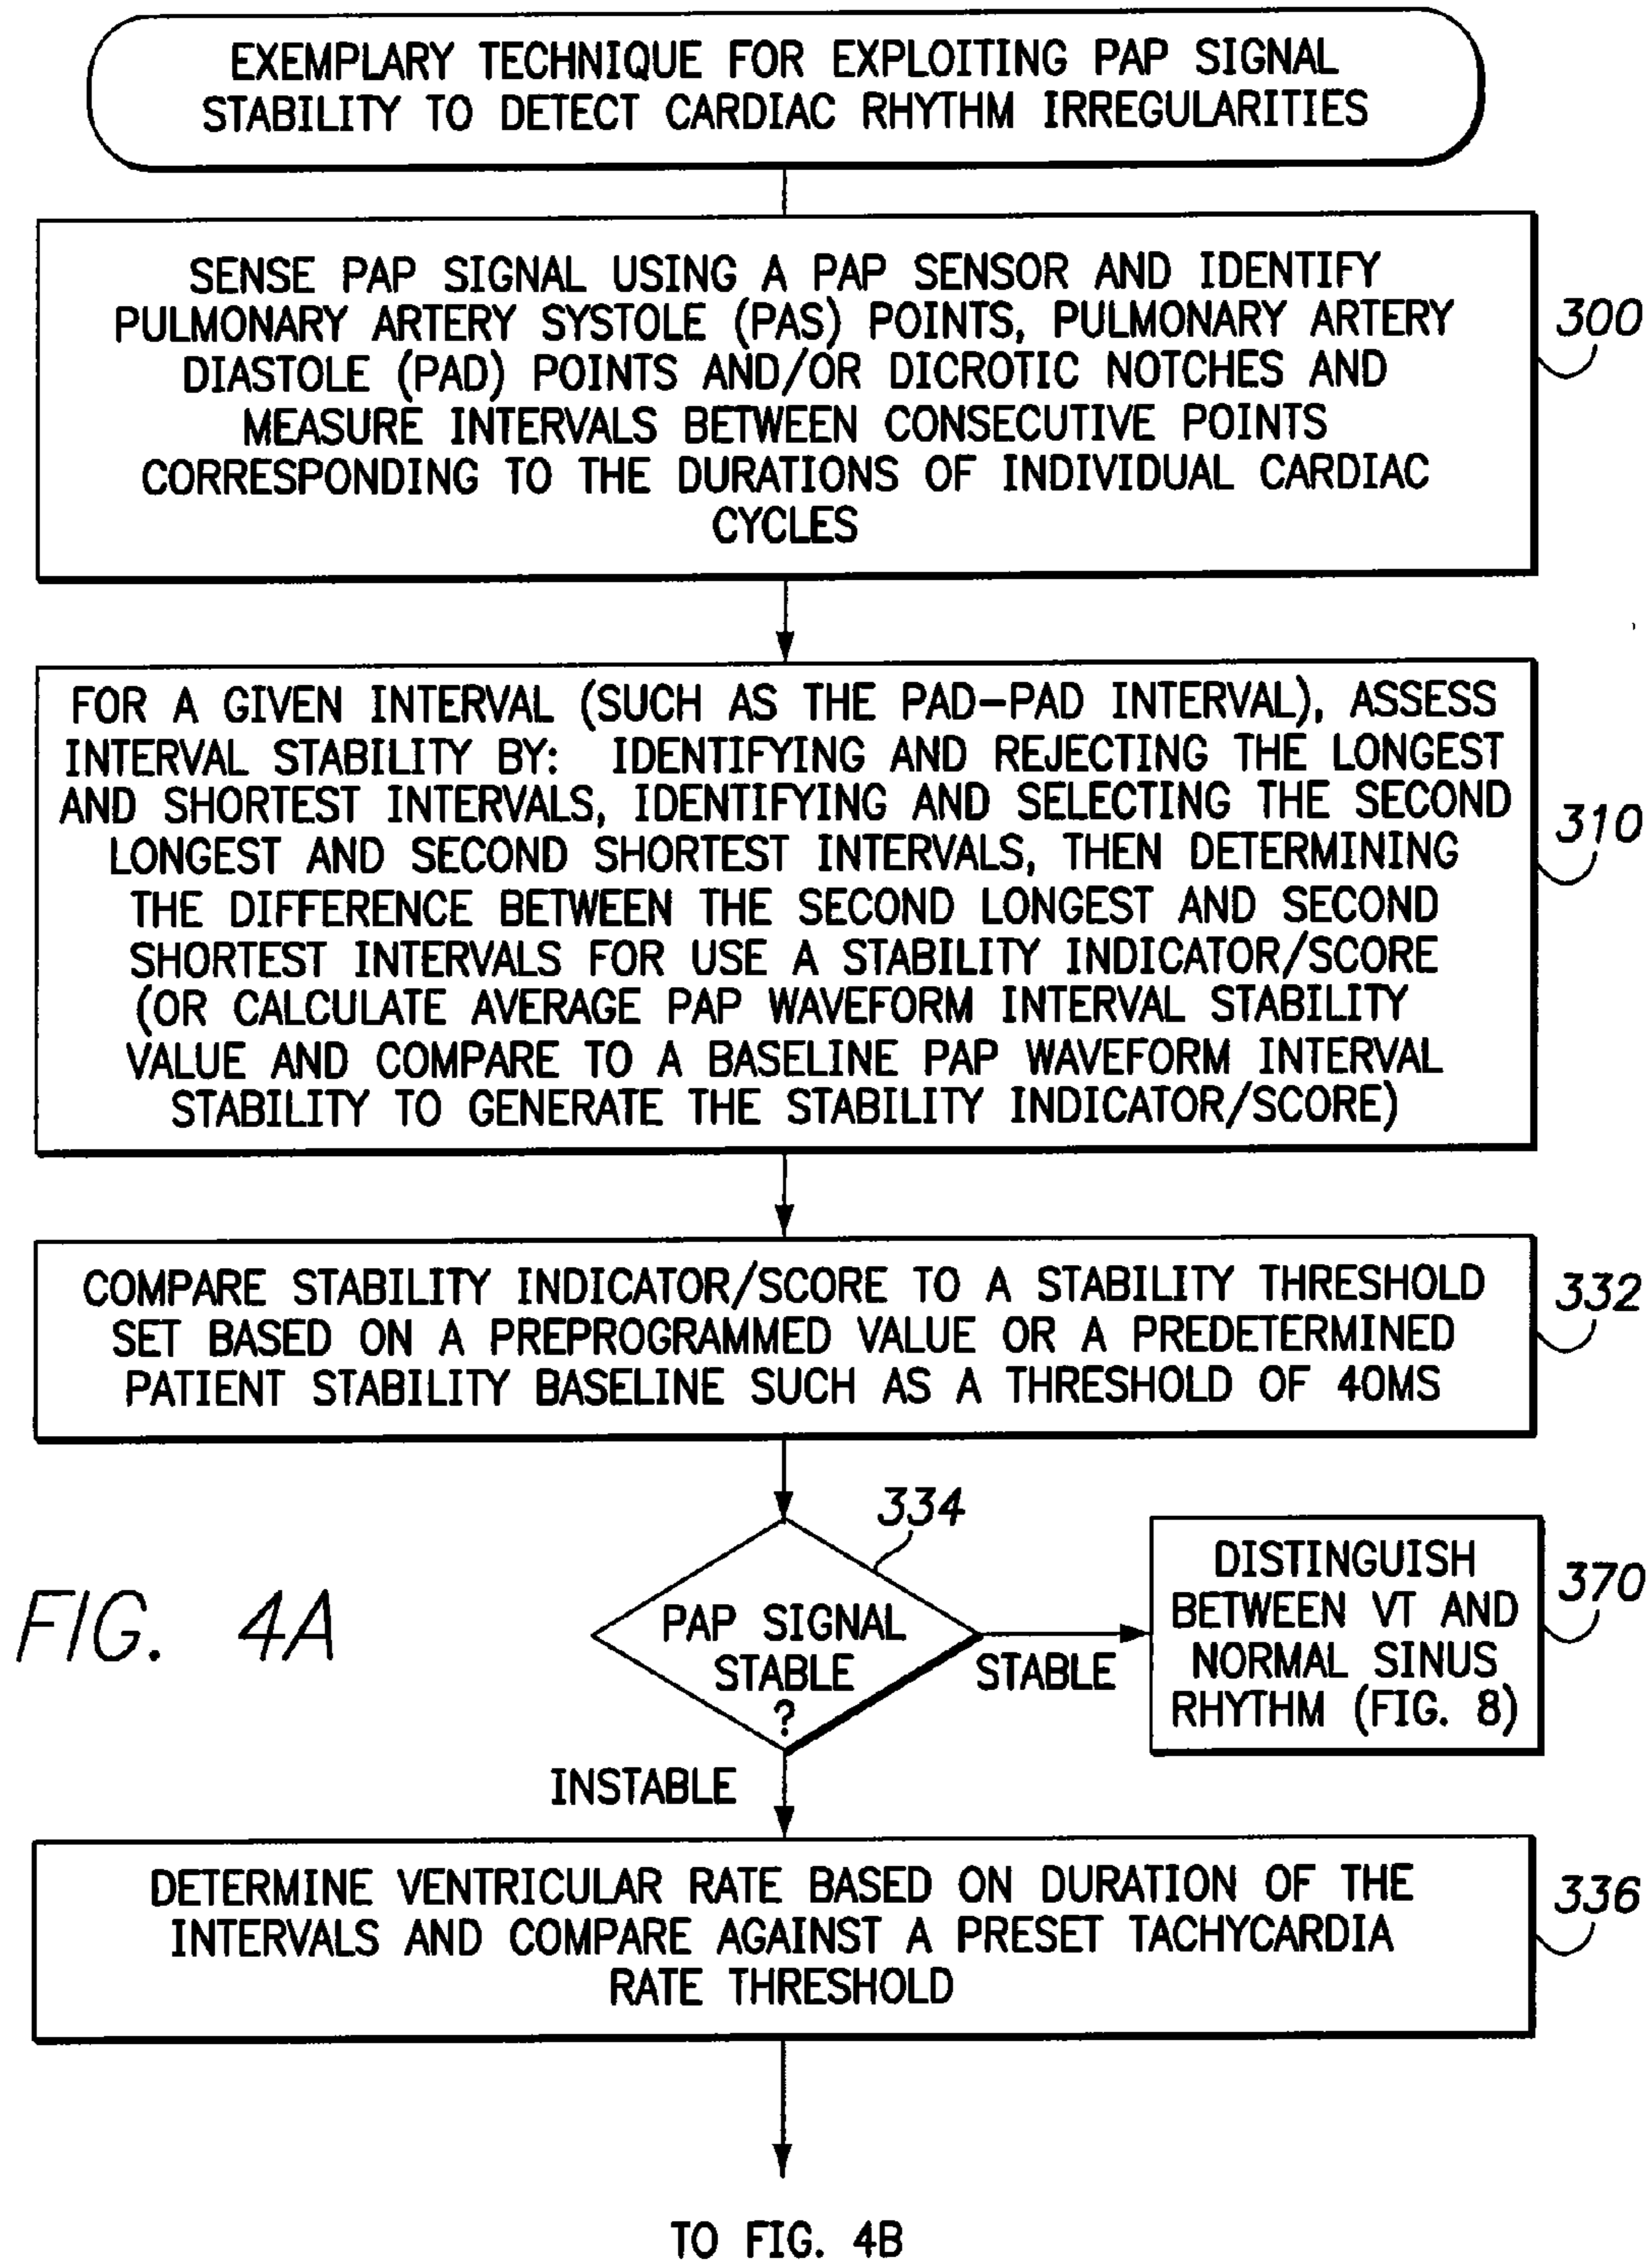 EXEMPLARY TECHNIQUE FOR EXPLOITING PAP SIGNAL
STABILITY TO DETECT CARDIAC RHYTHM IRREGULARITIES
SENSE PAP SIGNAL USING A PAP SENSOR AND IDENTIFY
PULMONARY ARTERY SYSTOLE (PAS) POINTS, PULMONARY ARTERY
DIASTOLE (PAD) POINTS AND/OR DICROTIC NOTCHES AND
MEASURE INTERVALS BETWEEN CONSECUTIVE POINTS
CORRESPONDING TO THE DURATIONS OF INDIVIDUAL CARDIAC
CYCLES
300
FOR A GIVEN INTERVAL (SUCH AS THE PAD-PAD INTERVAL), ASSESS
INTERVAL STABILITY BY: IDENTIFYING AND REJECTING THE LONGEST
AND SHORTEST INTERVALS, IDENTIFYING AND SELECTING THE SECOND
LONGEST AND SECOND SHORTEST INTERVALS, THEN DETERMINING
THE DIFFERENCE BETWEEN THE SECOND LONGEST AND SECOND
SHORTEST INTERVALS FOR USE A STABILITY INDICATOR/SCORE
(OR CALCULATE AVERAGE PAP WAVEFORM INTERVAL STABILITY
VALUE AND COMPARE TO A BASELINE PAP WAVEFORM INTERVAL
STABILITY TO GENERATE THE STABILITY INDICATOR/SCORE)
310
COMPARE STABILITY INDICATOR/SCORE TO A STABILITY THRESHOLD
SET BASED ON A PREPROGRAMMED VALUE OR A PREDETERMINED
PATIENT STABILITY BASELINE SUCH AS A THRESHOLD OF 40MS
332
334
PAP SIGNAL
STABLE
?
STABLE
DISTINGUISH
BETWEEN VT AND
NORMAL SINUS
RHYTHM (FIG. 8)
370
FIG. 4A
INSTABLE
DETERMINE VENTRICULAR RATE BASED ON DURATION OF THE
INTERVALS AND COMPARE AGAINST A PRESET TACHYCARDIA
RATE THRESHOLD
336
TO FIG. 4B